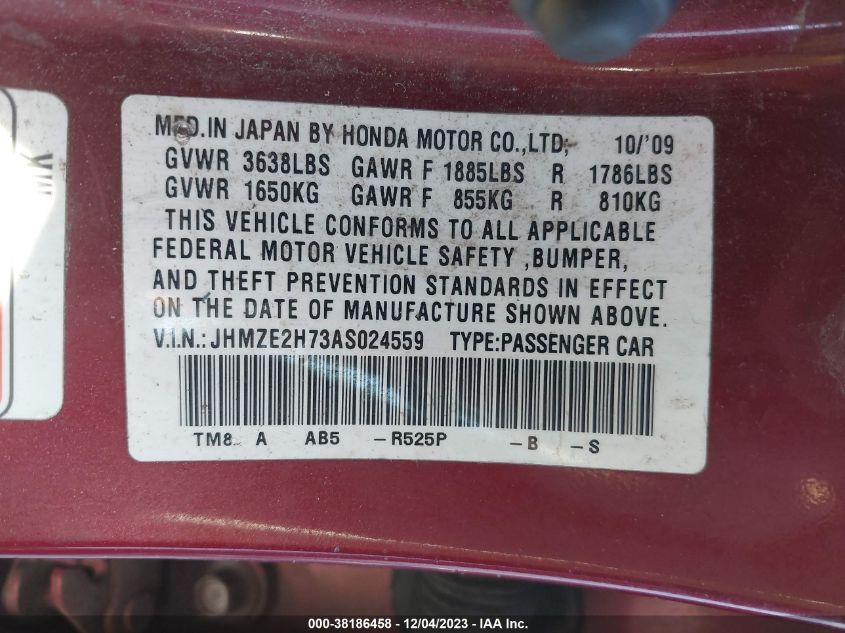 MFD.IN JAPAN BY HONDA MOTOR CO.,LTD; 10/'09
GVWR 3638LBS GAWR F 1885LBS R 1786LBS
GVWR 1650KG GAWR F 855KG R 810KG
THIS VEHICLE CONFORMS TO ALL APPLICABLE
FEDERAL MOTOR VEHICLE SAFETY ,BUMPER,
AND THEFT PREVENTION STANDARDS IN EFFECT
ON THE DATE OF MANUFACTURE SHOWN ABOVE.
V.I.N.:JHMZE2H73AS024559 TYPE:PASSENGER CAR
TM8 A AB5 –R525P –B –S
000-38186458 - 12/04/2023 - IAA Inc.